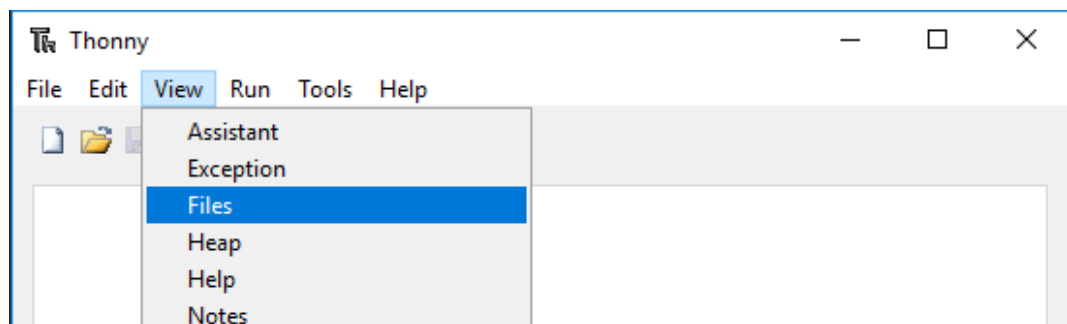 Thonny
File Edit View Run Tools Help
Assistant
Exception
Files
Heap
Help
Notes